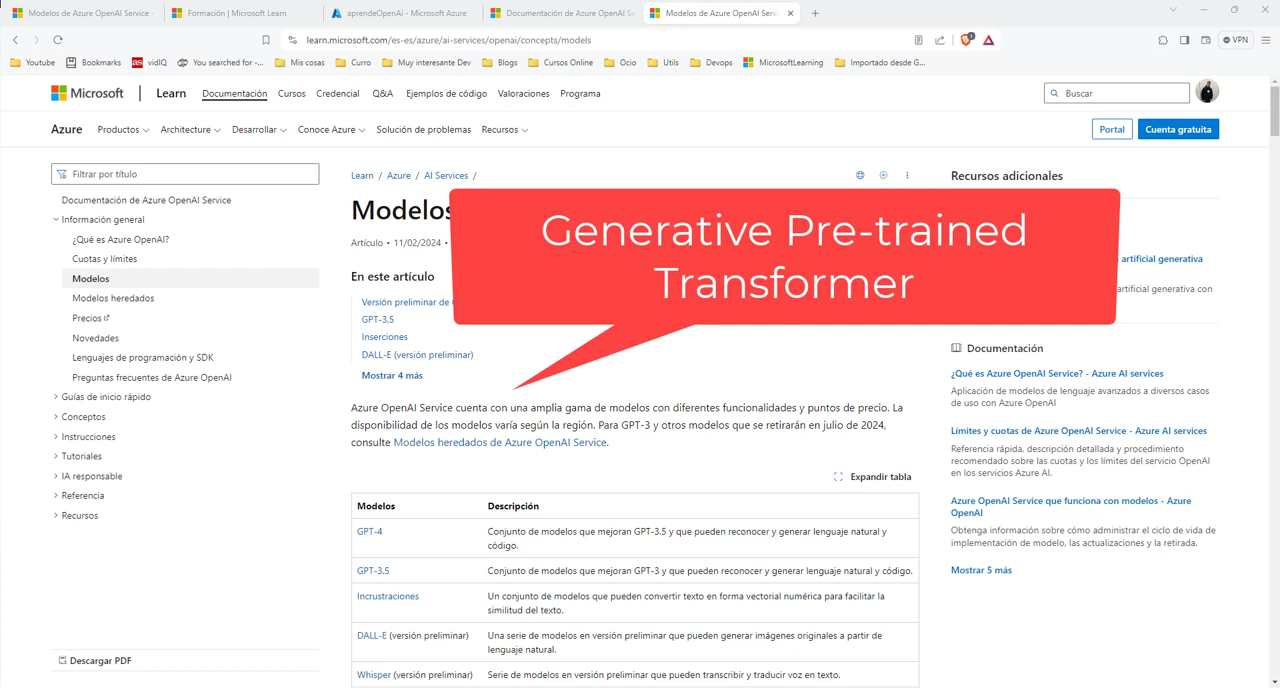 Modelos de Azure OpenAI Service -
Formación | Microsoft Learn
aprendeOpenAi - Microsoft Azure
Documentación de Azure OpenAI Se
Modelos de Azure OpenAI Servi
learn.microsoft.com/es-es/azure/ai-services/openai/concepts/models
VPN
Youtube
Bookmarks
vidIQ
You searched for -...
Mis cosas
Curro
Muy interesante Dev
Blogs
Cursos Online
Ocio
Utils
Devops
MicrosoftLearning
Importado desde G...
Microsoft
Learn
Documentación
Cursos
Credencial
Q&A
Ejemplos de código
Valoraciones
Programa
Buscar
Azure
Productos
Architecture
Desarrollar
Conoce Azure
Solución de problemas
Recursos
Portal
Cuenta gratuita
Filtrar por título
Documentación de Azure OpenAI Service
Información general
¿Qué es Azure OpenAI?
Cuotas y límites
Modelos
Modelos heredados
Precios
Novedades
Lenguajes de programación y SDK
Preguntas frecuentes de Azure OpenAI
Guías de inicio rápido
Conceptos
Instrucciones
Tutoriales
IA responsable
Referencia
Recursos
Descargar PDF
Learn / Azure / AI Services /
Modelos
Artículo • 11/02/2024 •
En este artículo
Versión preliminar de
GPT-3.5
Inserciones
DALL-E (versión preliminar)
Mostrar 4 más
Generative Pre-trained
Transformer
Azure OpenAI Service cuenta con una amplia gama de modelos con diferentes funcionalidades y puntos de precio. La
disponibilidad de los modelos varía según la región. Para GPT-3 y otros modelos que se retirarán en julio de 2024,
consulte Modelos heredados de Azure OpenAI Service.
Expandir tabla
Modelos Descripción
GPT-4 Conjunto de modelos que mejoran GPT-3.5 y que pueden reconocer y generar lenguaje natural y
código.
GPT-3.5 Conjunto de modelos que mejoran GPT-3 y que pueden reconocer y generar lenguaje natural y código.
Incrustraciones Un conjunto de modelos que pueden convertir texto en forma vectorial numérica para facilitar la
similitud del texto.
DALL-E (versión preliminar) Una serie de modelos en versión preliminar que pueden generar imágenes originales a partir de
lenguaje natural.
Whisper (versión preliminar) Serie de modelos en versión preliminar que pueden transcribir y traducir voz en texto.
Recursos adicionales
artificial generativa
artificial generativa con
Documentación
¿Qué es Azure OpenAI Service? - Azure AI services
Aplicación de modelos de lenguaje avanzados a diversos casos
de uso con Azure OpenAI
Límites y cuotas de Azure OpenAI Service - Azure AI services
Referencia rápida, descripción detallada y procedimiento
recomendado sobre las cuotas y los límites del servicio OpenAI
en los servicios Azure AI.
Azure OpenAI Service que funciona con modelos - Azure
OpenAI
Obtenga información sobre cómo administrar el ciclo de vida de
implementación de modelo, las actualizaciones y la retirada.
Mostrar 5 más